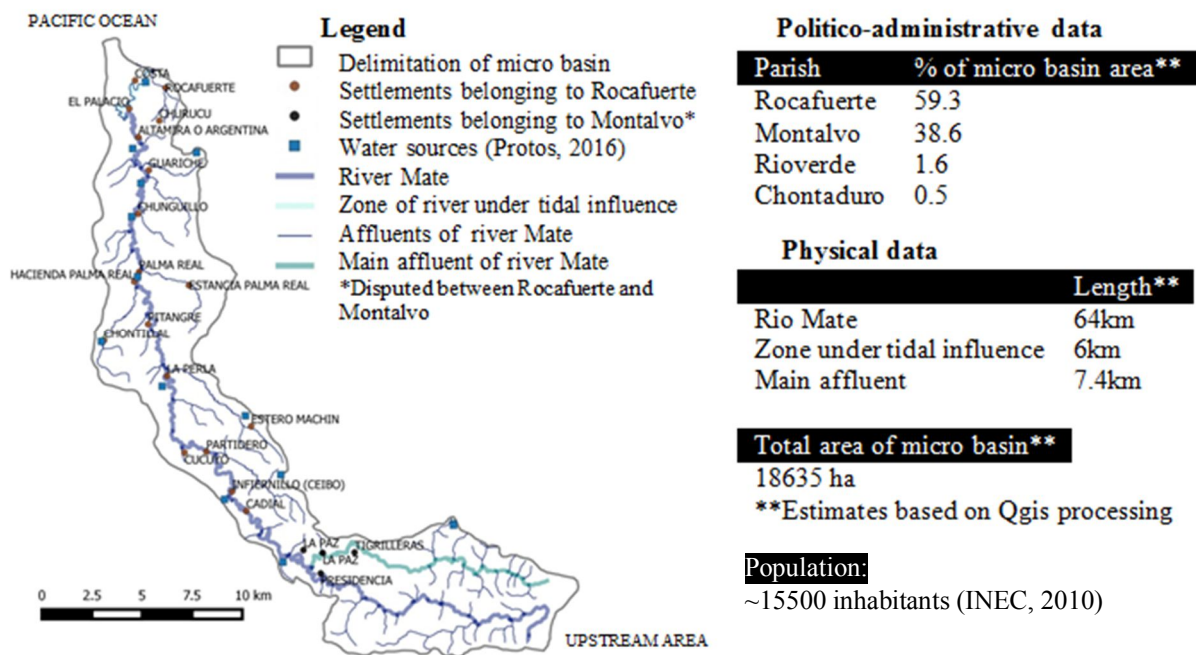 PACIFIC OCEAN
COSTA
ROCAFUERTE
EL PALACIO
CHURUCU
ALTAMIRA O ARGENTINA
GUARICHE
CHUNGUILLO
PALMA REAL
HACIENDA PALMA REAL
ESTANCIA PALMA REAL
PITANGRE
CHONTILLAL
LA PERLA
ESTERO MACHIN
PARTIDERO
CUCULO
INFIERNILLO (CEIBO)
CADIAL
LA PAZ
TIGRILLERAS
LA PAZ
PRESIDENCIA
0 2.5 5 7.5 10 km
UPSTREAM AREA
Legend
Delimitation of micro basin
Settlements belonging to Rocafuerte
Settlements belonging to Montalvo*
Water sources (Protos, 2016)
River Mate
Zone of river under tidal influence
Affluents of river Mate
Main affluent of river Mate
*Disputed between Rocafuerte and
Montalvo
Politico-administrative data
Parish % of micro basin area**
Rocafuerte 59.3
Montalvo 38.6
Rioverde 1.6
Chontaduro 0.5
Physical data
Length**
Rio Mate 64km
Zone under tidal influence 6km
Main affluent 7.4km
Total area of micro basin**
18635 ha
**Estimates based on Qgis processing
Population:
~15500 inhabitants (INEC, 2010)